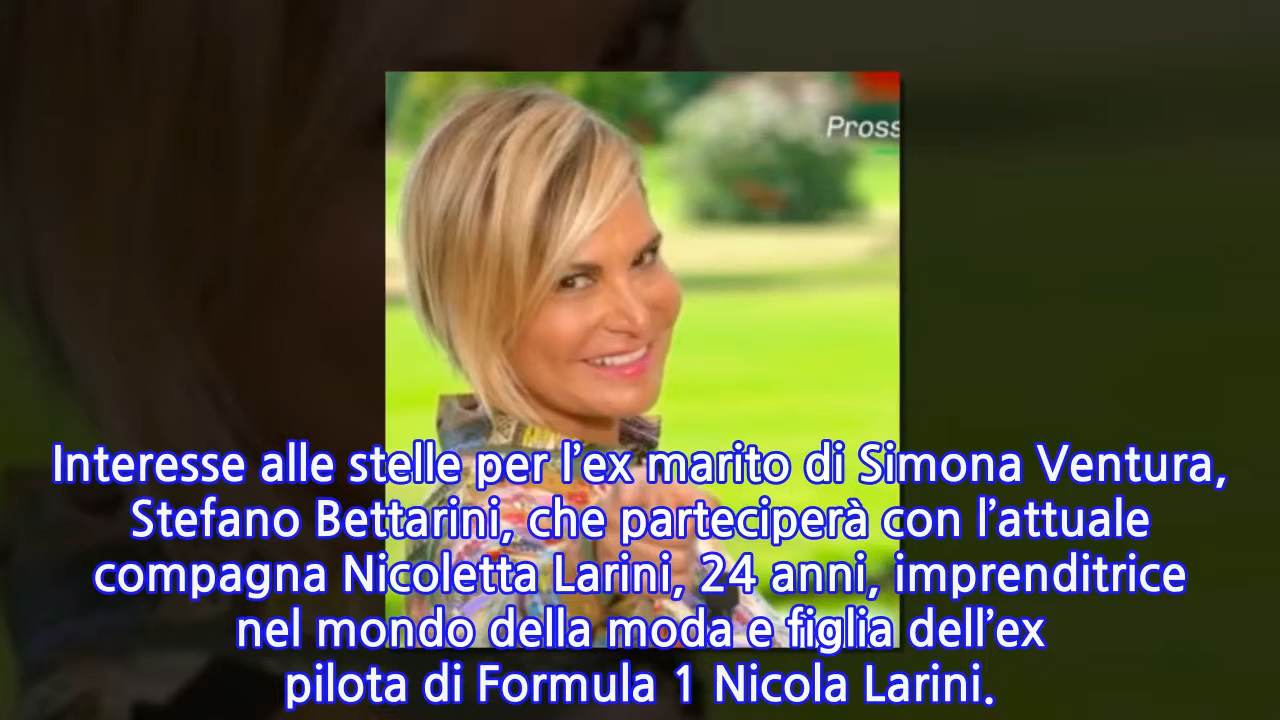 Pross
Interesse alle stelle per l’ex marito di Simona Ventura,
Stefano Bettarini, che parteciperà con l’attuale
compagna Nicoletta Larini, 24 anni, imprenditrice
nel mondo della moda e figlia dell’ex
pilota di Formula 1 Nicola Larini.